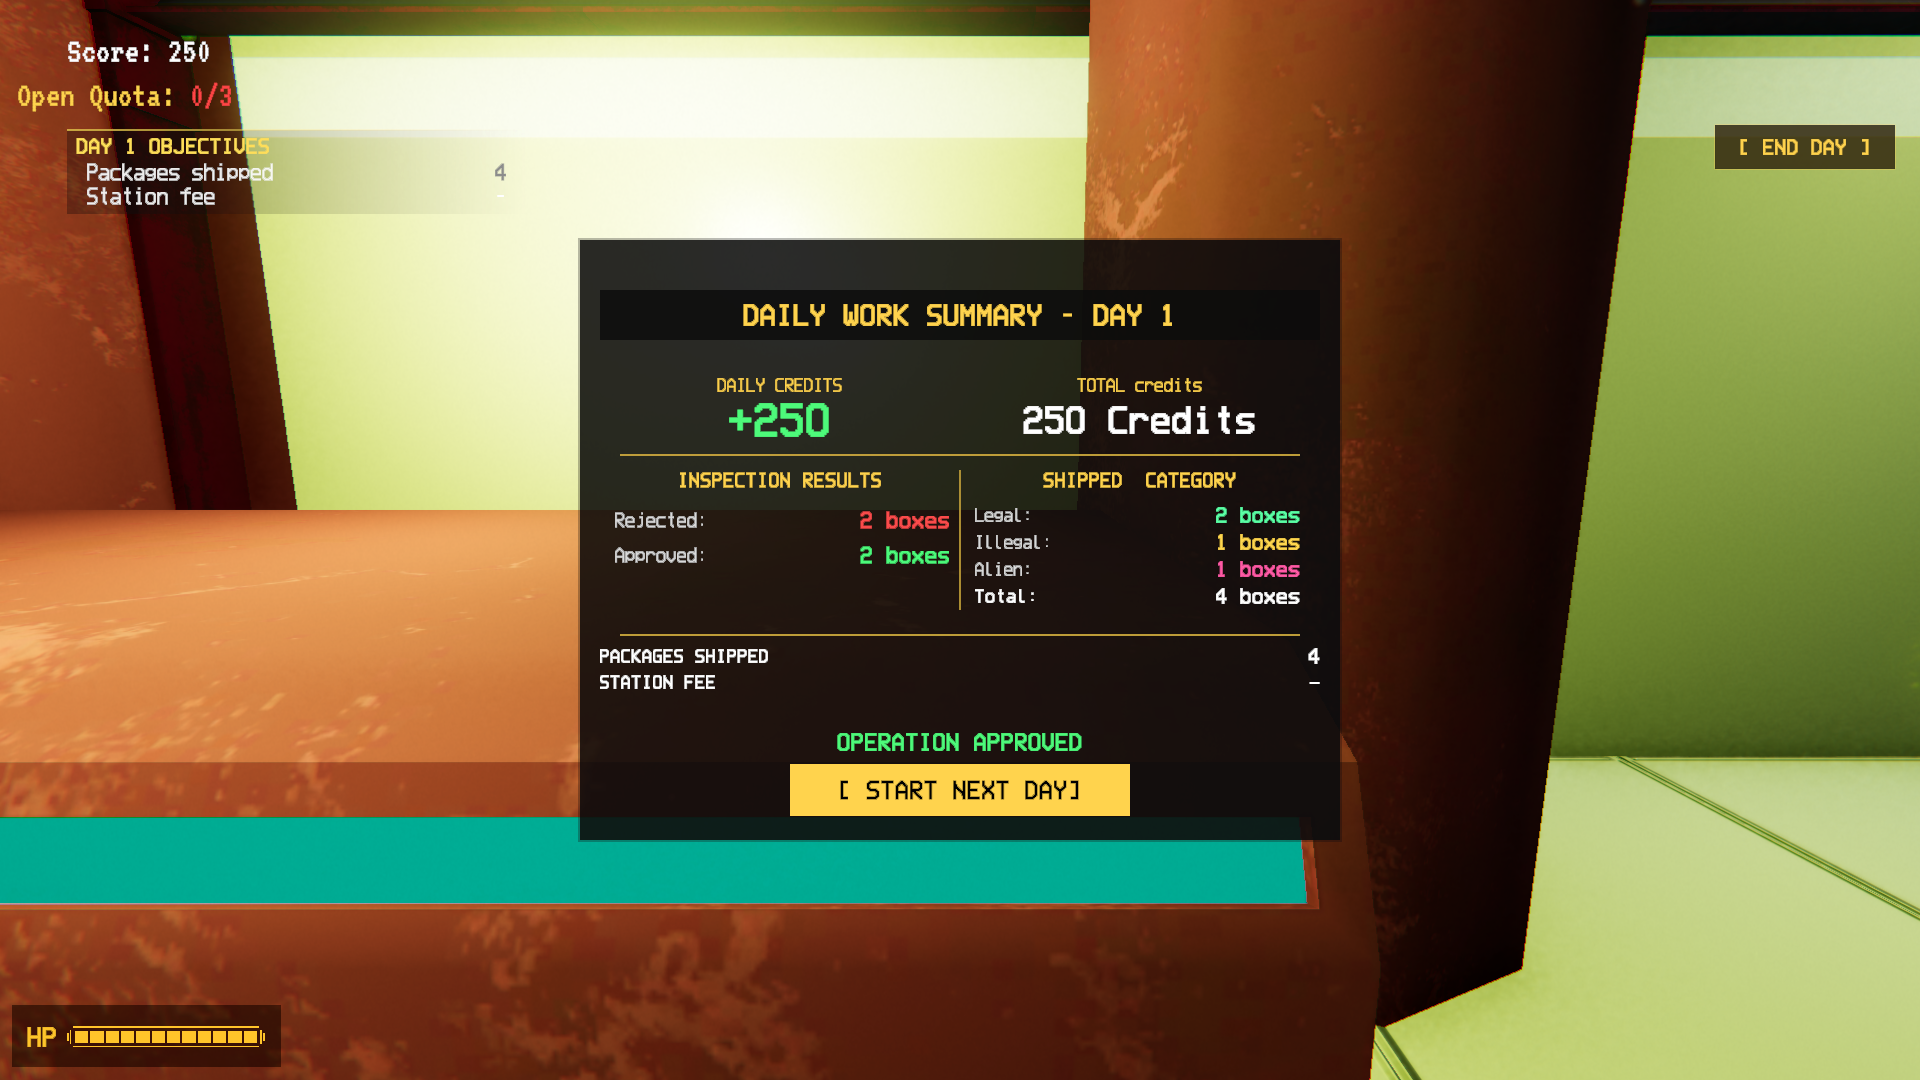 Score: 250
Open Quota: 0/3
DAY 1 OBJECTIVES
Packages shipped 4
Station fee -
[ END DAY ]
DAILY WORK SUMMARY - DAY 1
DAILY CREDITS
+250
TOTAL credits
250 Credits
INSPECTION RESULTS
Rejected: 2 boxes
Approved: 2 boxes
SHIPPED CATEGORY
Legal: 2 boxes
Illegal: 1 boxes
Alien: 1 boxes
Total: 4 boxes
PACKAGES SHIPPED 4
STATION FEE -
OPERATION APPROVED
[ START NEXT DAY]
HP